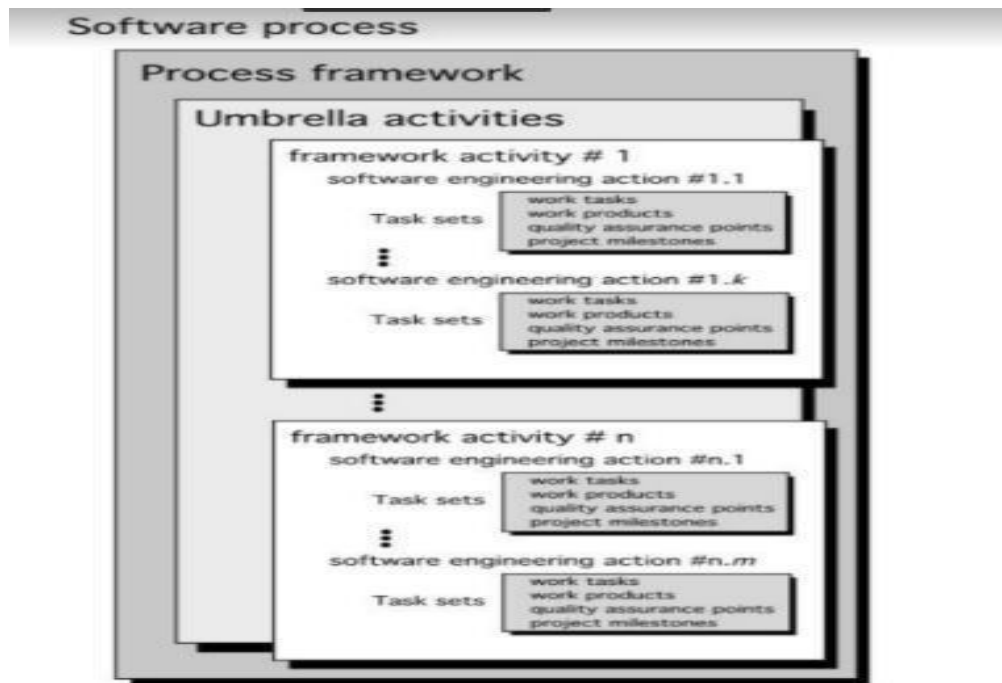 Software process
Process framework
Umbrella activities
framework activity # 1
software engineering action #1.1
Task sets
work tasks
work products
quality assurance points
project milestones
software engineering action #1.k
Task sets
work tasks
work products
quality assurance points
project milestones
framework activity # n
software engineering action #n.1
Task sets
work tasks
work products
quality assurance points
project milestones
software engineering action #n.m
Task sets
work tasks
work products
quality assurance points
project milestones